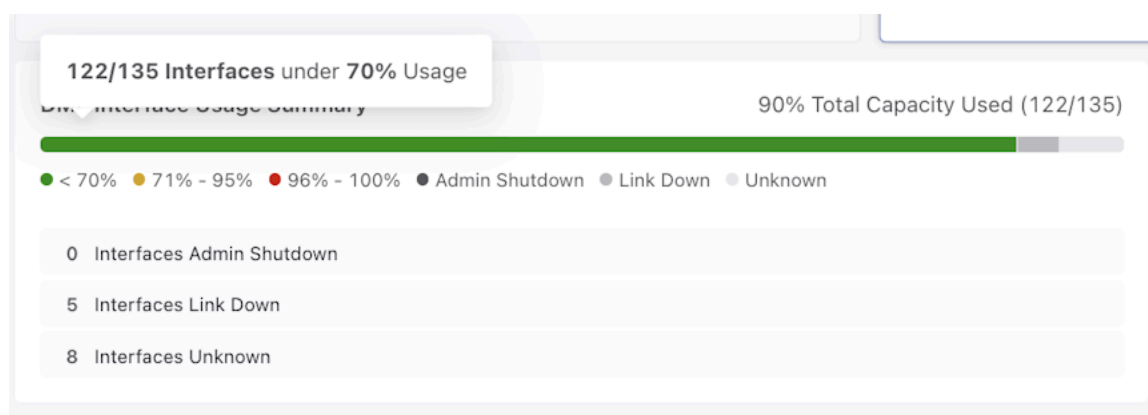 122/135 Interfaces under 70% Usage
Interface Usage Summary
90% Total Capacity Used (122/135)
< 70%
71% - 95%
96% - 100%
Admin Shutdown
Link Down
Unknown
0 Interfaces Admin Shutdown
5 Interfaces Link Down
8 Interfaces Unknown